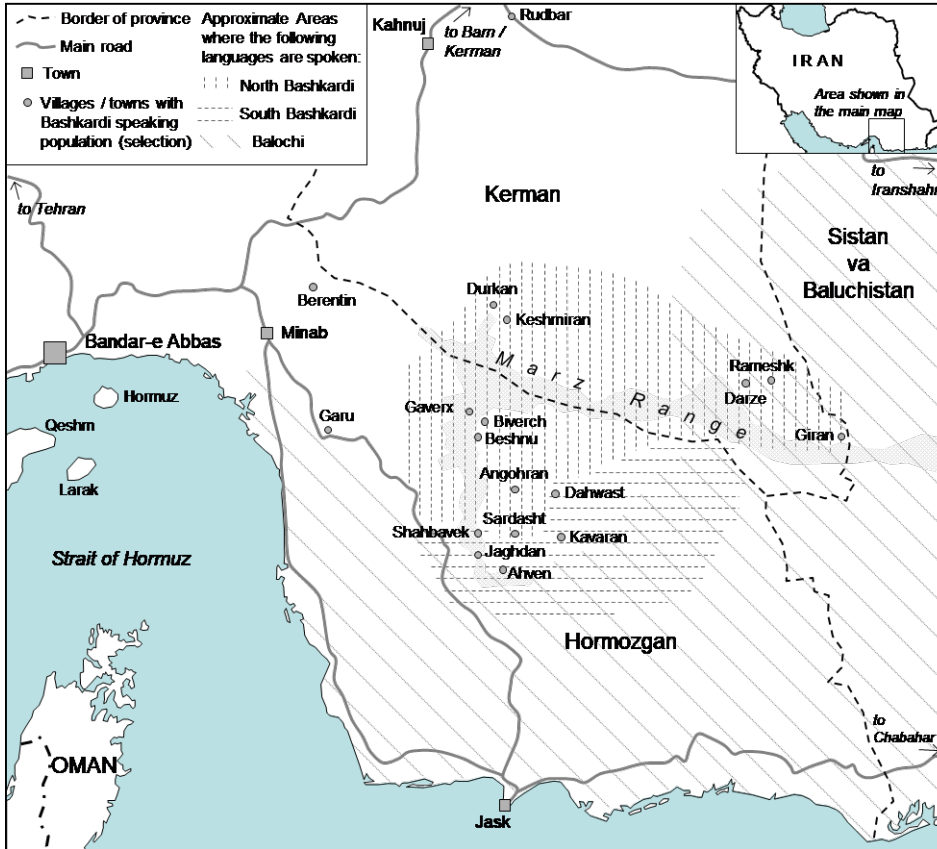 Border of province
Main road
Town
Villages / towns with
Bashkardi speaking
population (selection)
Approximate Areas
where the following
languages are spoken:
North Bashkardi
South Bashkardi
Balochi
Kahnuj
to Barn /
Kerman
Rudbar
IRAN
Area shown in
the main map
to
Iranshahr
to Tehran
Kerman
Sistan
va
Baluchistan
Berentin
Durkan
Keshmiran
Minab
Bandar-e Abbas
Marz Range
Rameshk
Darze
Hormuz
Gaverx
Biverch
Garu
Beshnu
Giran
Qeshm
Larak
Angohran
Dahwast
Sardasht
Shahbavek
Kavaran
Strait of Hormuz
Jaghdan
Ahven
Hormozgan
to
Chabahar
OMAN
Jask